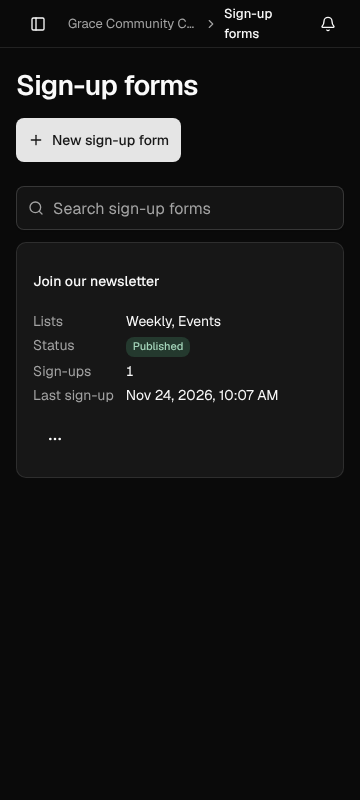 Grace Community C...
Sign-up
forms
Sign-up forms
New sign-up form
Search sign-up forms
Join our newsletter
Lists Weekly, Events
Status Published
Sign-ups 1
Last sign-up Nov 24, 2026, 10:07 AM
...